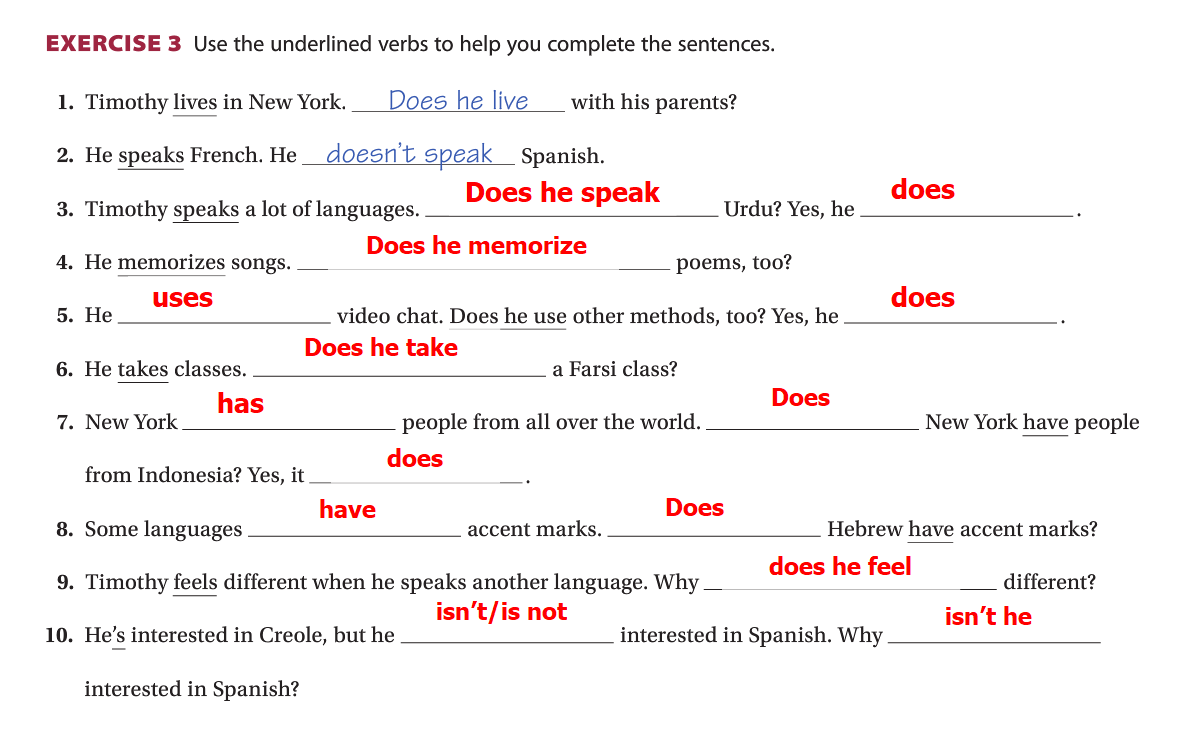 EXERCISE 3 Use the underlined verbs to help you complete the sentences.
1. Timothy lives in New York. Does he live with his parents?
2. He speaks French. He doesn't speak Spanish.
3. Timothy speaks a lot of languages. Does he speak Urdu? Yes, he does.
4. He memorizes songs. Does he memorize poems, too?
5. He uses video chat. Does he use other methods, too? Yes, he does.
6. He takes classes. Does he take a Farsi class?
7. New York has people from all over the world. Does New York have people
from Indonesia? Yes, it does.
8. Some languages have accent marks. Does Hebrew have accent marks?
9. Timothy feels different when he speaks another language. Why does he feel different?
10. He's interested in Creole, but he isn't/is not interested in Spanish. Why isn't he
interested in Spanish?